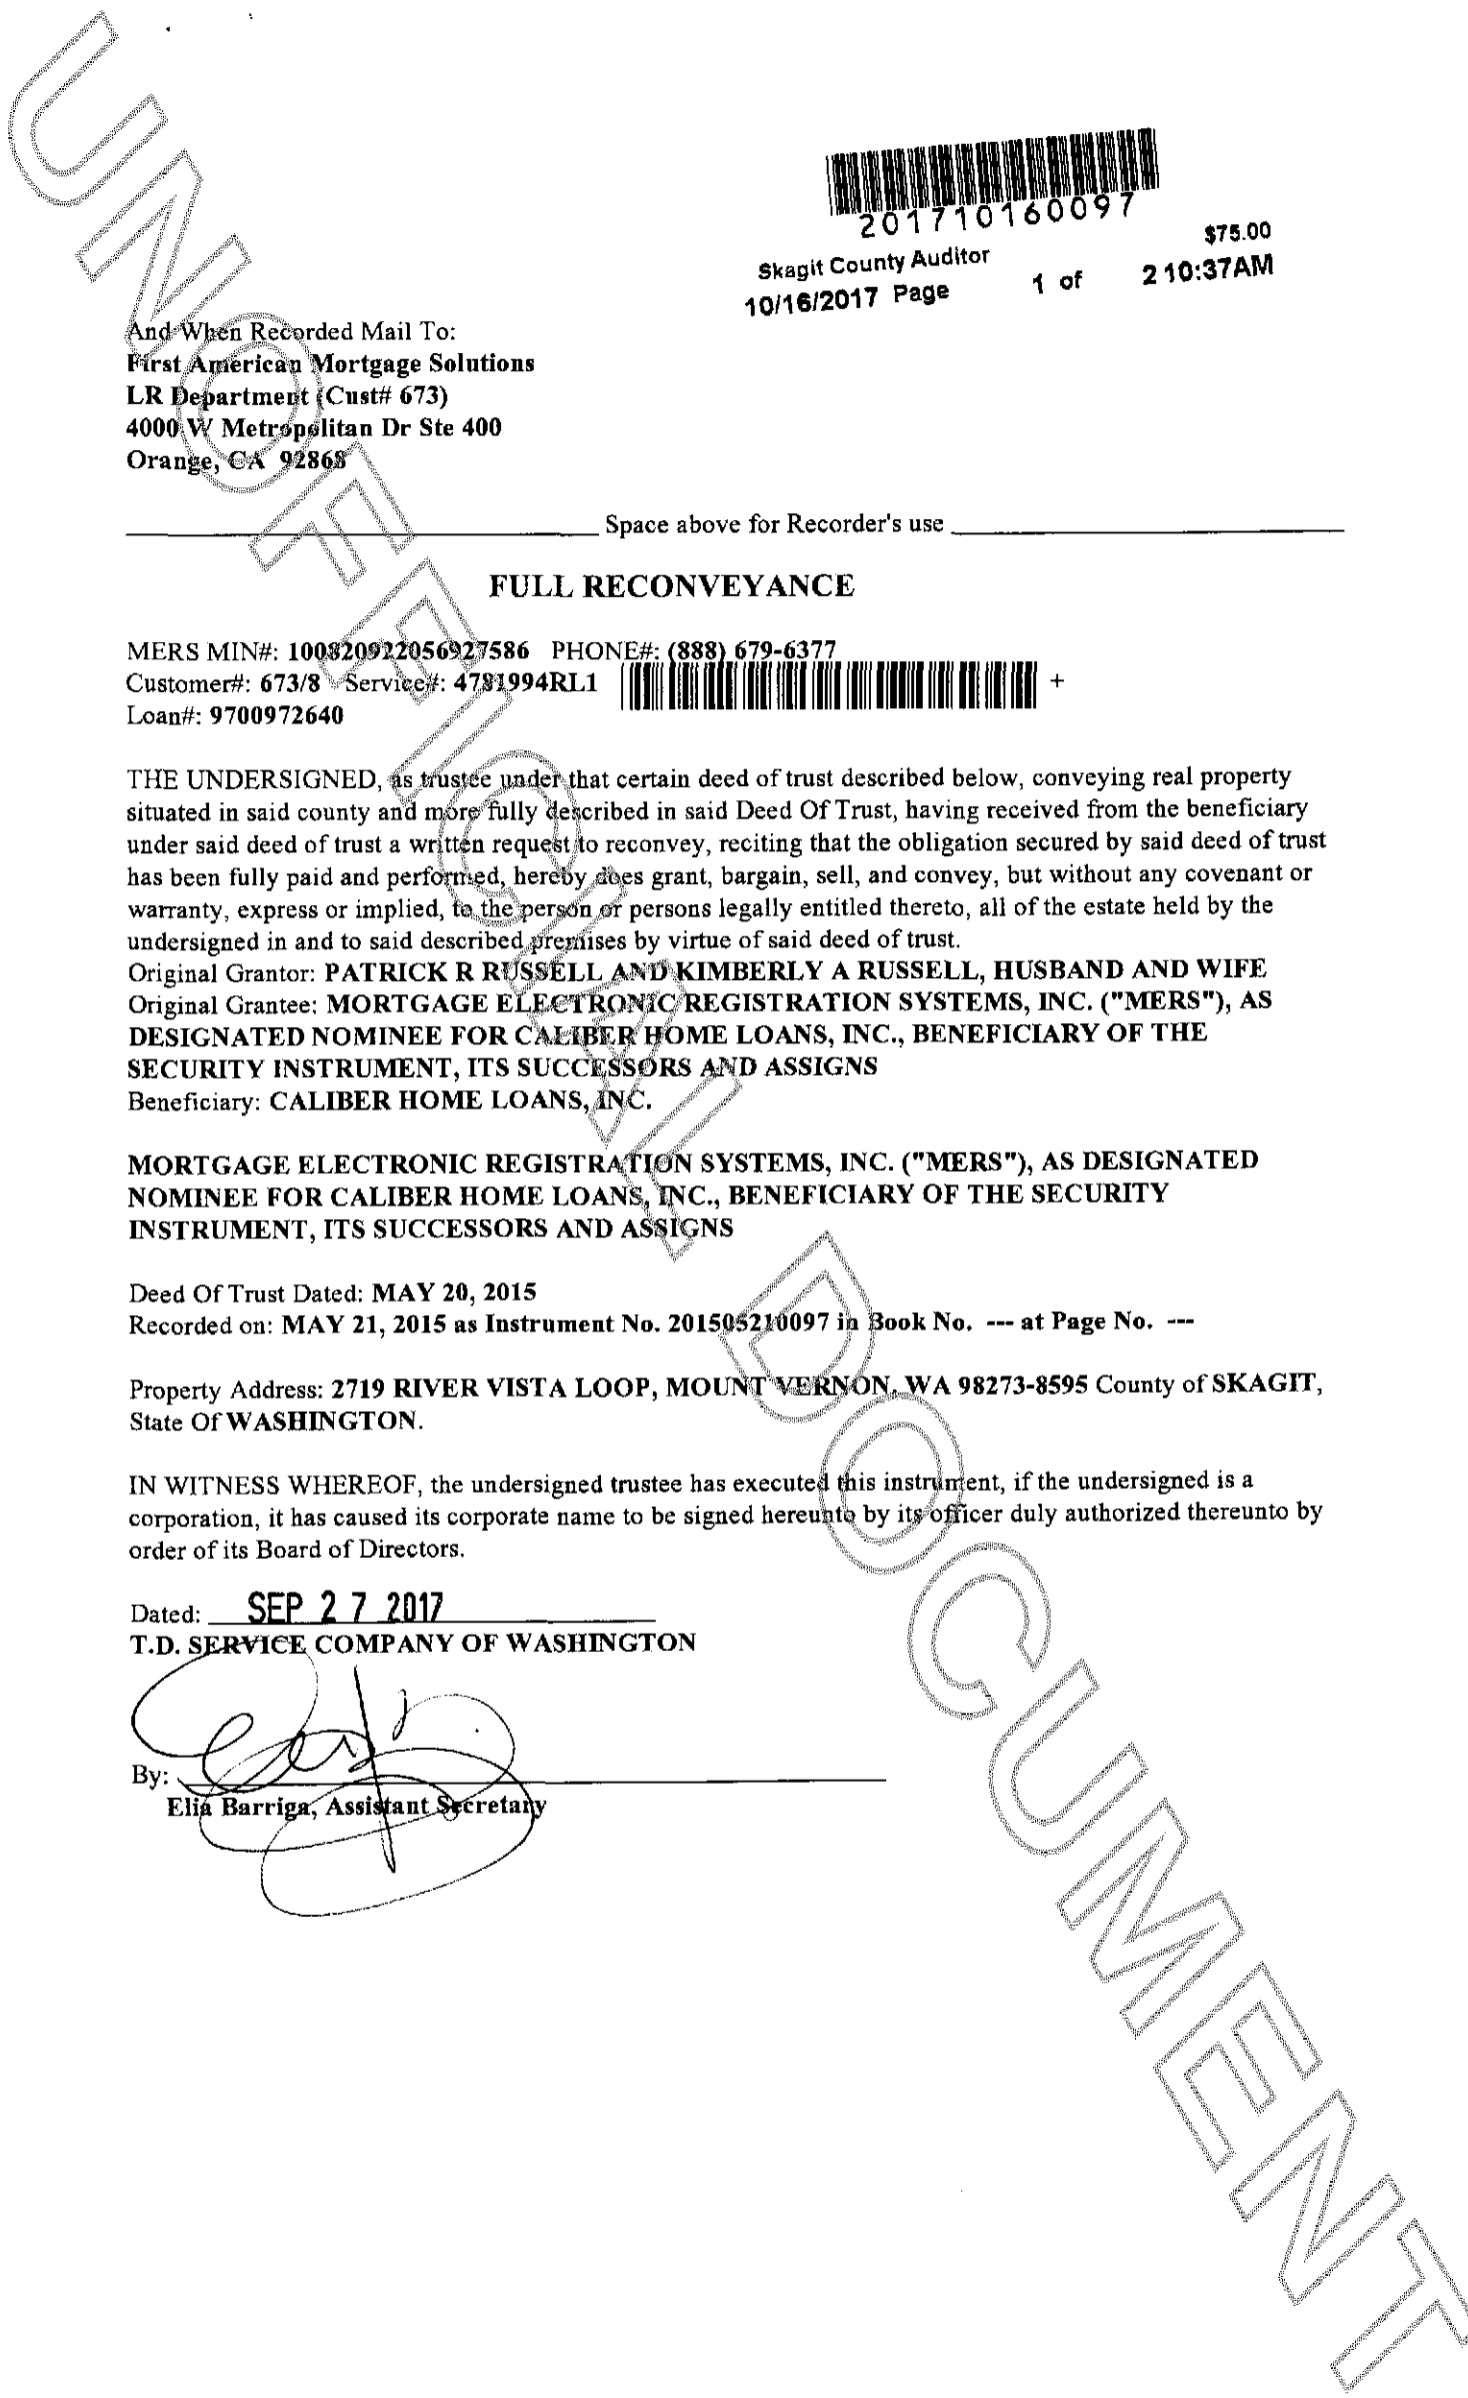 201710160097
$75.00
Skagit County Auditor
10/16/2017 Page 1 of 2 10:37AM
And When Recorded Mail To:
First American Mortgage Solutions
LR Department (Cust# 673)
4000 W Metropolitan Dr Ste 400
Orange, CA 92868
Space above for Recorder's use
FULL RECONVEYANCE
MERS MIN#: 100820922056927586 PHONE#: (888) 679-6377
Customer#: 673/8 Service#: 4781994RL1 +
Loan#: 9700972640
THE UNDERSIGNED, as trustee under that certain deed of trust described below, conveying real property
situated in said county and more fully described in said Deed Of Trust, having received from the beneficiary
under said deed of trust a written request to reconvey, reciting that the obligation secured by said deed of trust
has been fully paid and performed, hereby does grant, bargain, sell, and convey, but without any covenant or
warranty, express or implied, to the person or persons legally entitled thereto, all of the estate held by the
undersigned in and to said described premises by virtue of said deed of trust.
Original Grantor: PATRICK R RUSSELL AND KIMBERLY A RUSSELL, HUSBAND AND WIFE
Original Grantee: MORTGAGE ELECTRONIC REGISTRATION SYSTEMS, INC. ("MERS"), AS
DESIGNATED NOMINEE FOR CALIBER HOME LOANS, INC., BENEFICIARY OF THE
SECURITY INSTRUMENT, ITS SUCCESSORS AND ASSIGNS
Beneficiary: CALIBER HOME LOANS, INC.
MORTGAGE ELECTRONIC REGISTRATION SYSTEMS, INC. ("MERS"), AS DESIGNATED
NOMINEE FOR CALIBER HOME LOANS, INC., BENEFICIARY OF THE SECURITY
INSTRUMENT, ITS SUCCESSORS AND ASSIGNS
Deed Of Trust Dated: MAY 20, 2015
Recorded on: MAY 21, 2015 as Instrument No. 201505210097 in Book No. --- at Page No. ---
Property Address: 2719 RIVER VISTA LOOP, MOUNT VERNON, WA 98273-8595 County of SKAGIT,
State Of WASHINGTON.
IN WITNESS WHEREOF, the undersigned trustee has executed this instrument, if the undersigned is a
corporation, it has caused its corporate name to be signed hereunto by its officer duly authorized thereunto by
order of its Board of Directors.
Dated: SEP 27 2017
T.D. SERVICE COMPANY OF WASHINGTON
By:
Elia Barriga, Assistant Secretary
UNOFFICIAL DOCUMENT